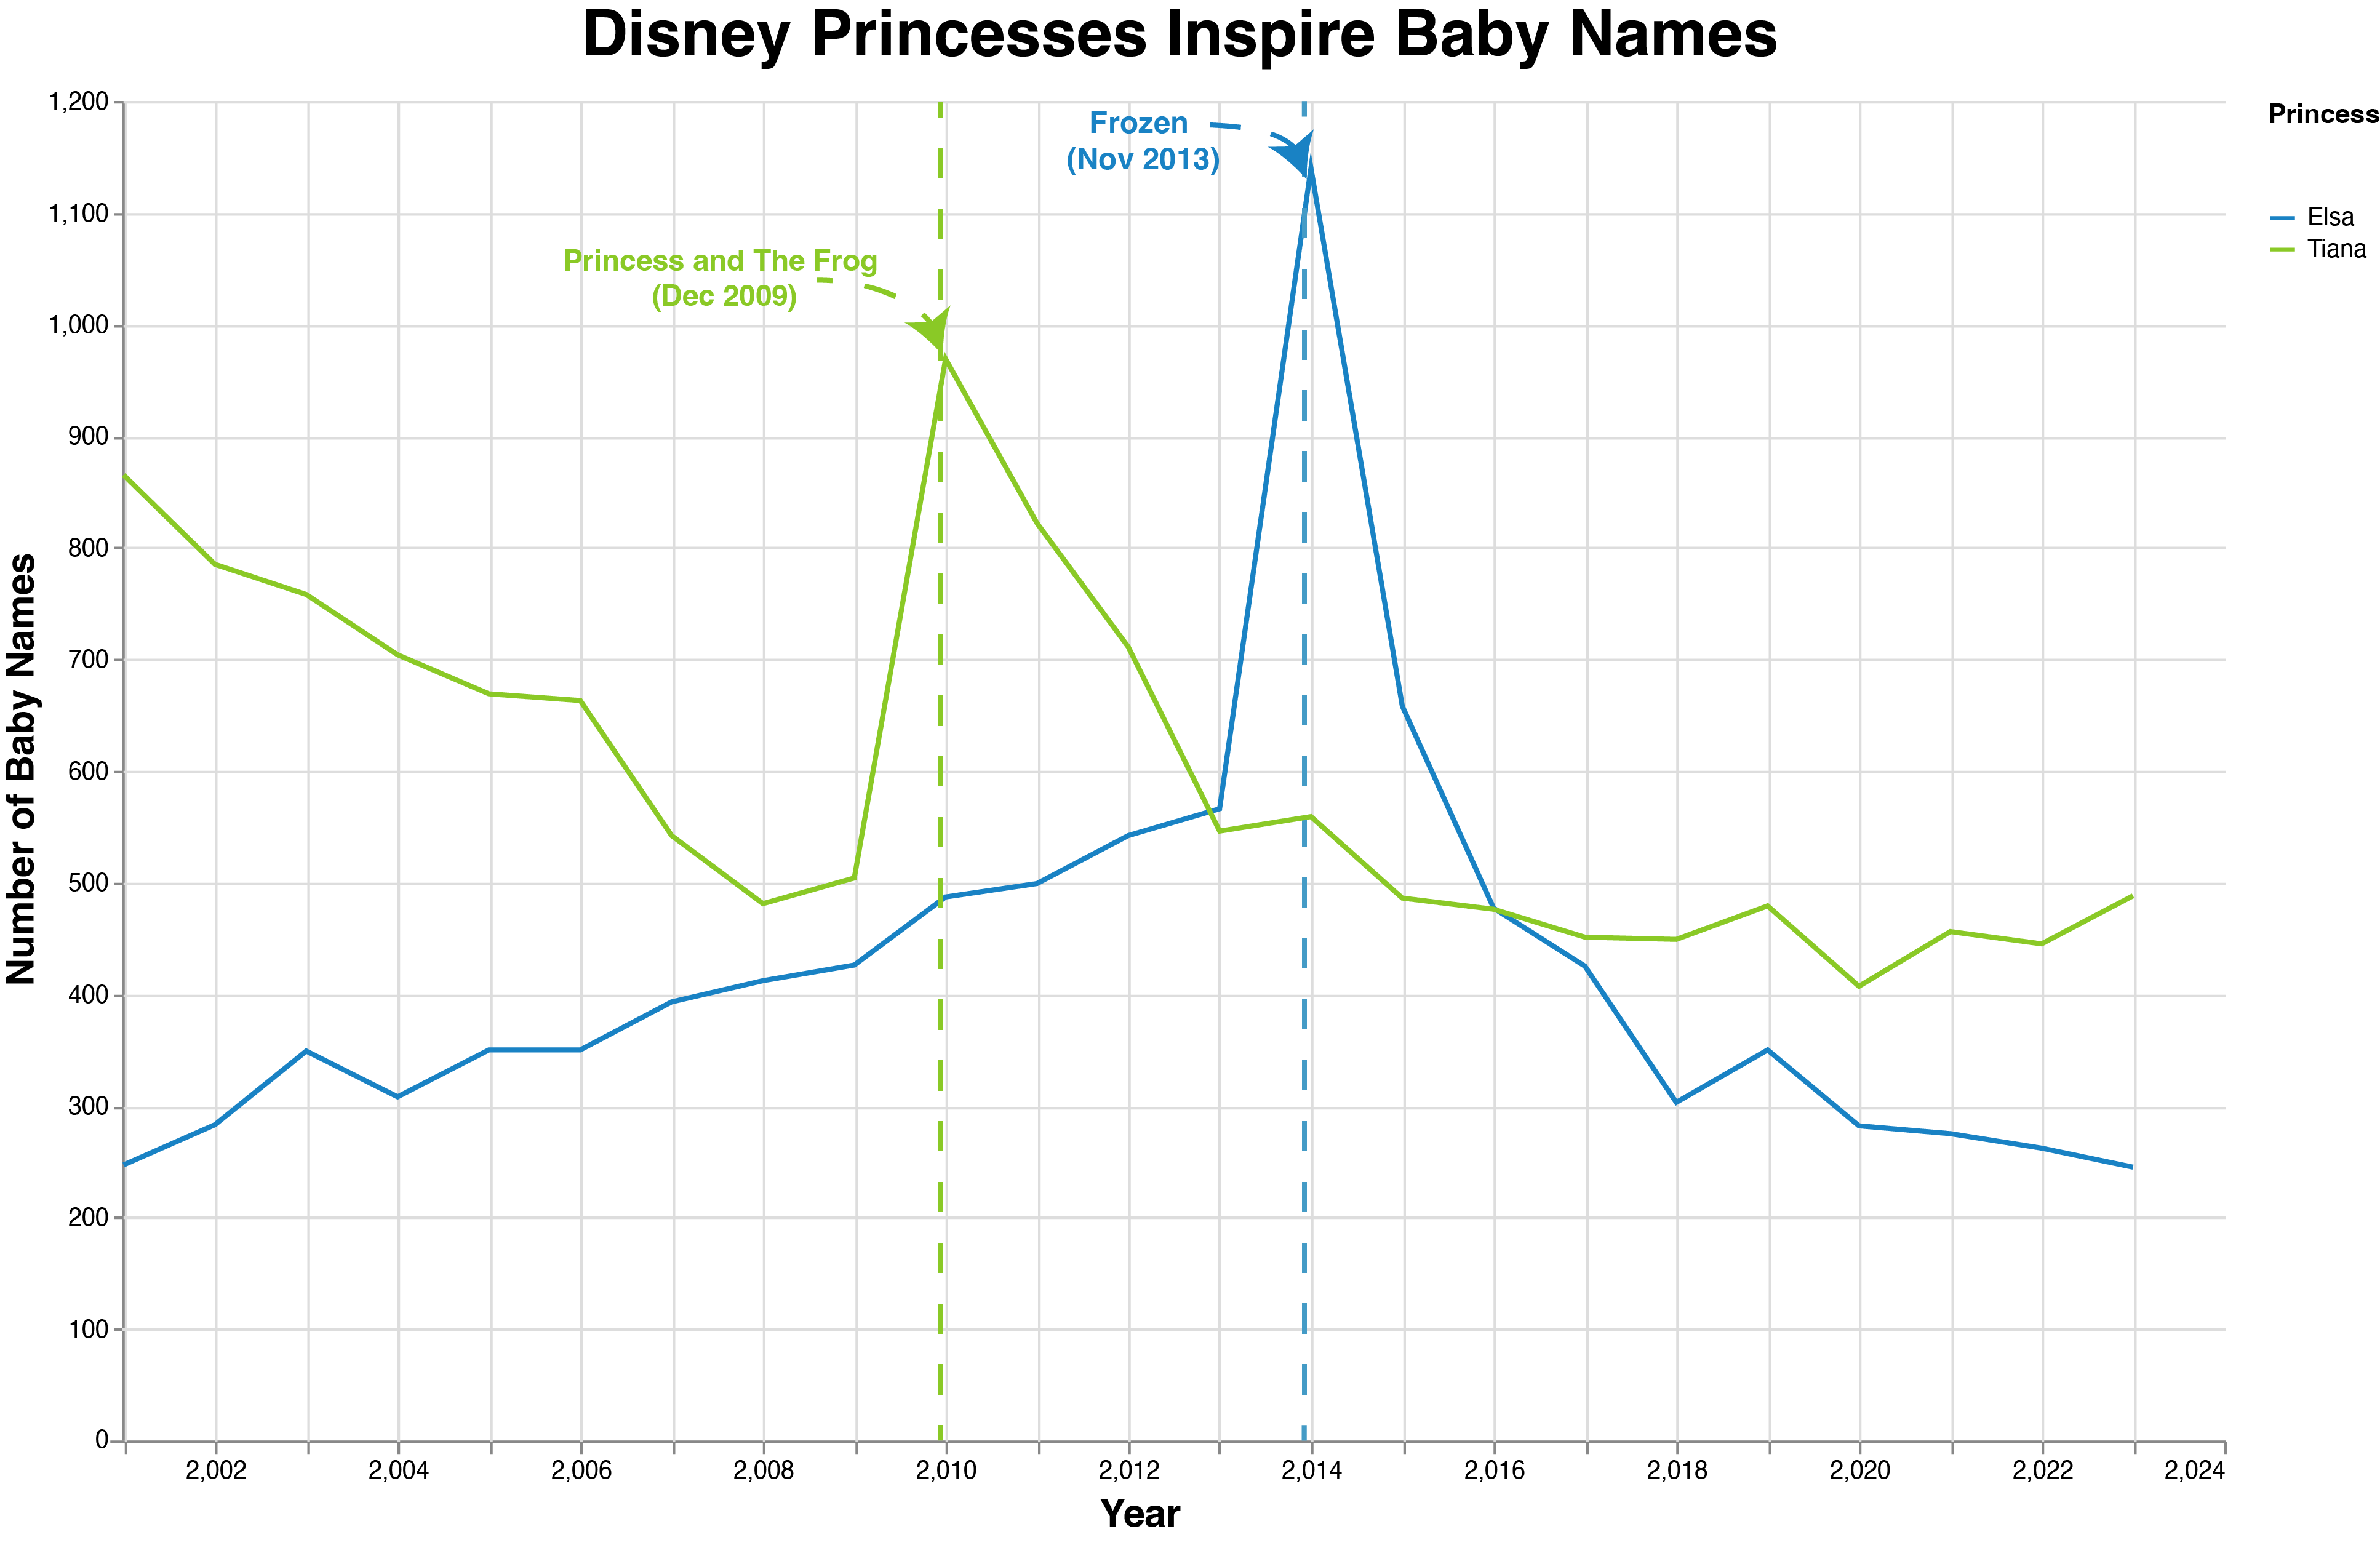 Disney Princesses Inspire Baby Names
1,200
1,100
1,000
900
800
700
600
500
400
300
200
100
0
Number of Baby Names
Princess and The Frog
(Dec 2009)
Frozen
(Nov 2013)
2,002
2,004
2,006
2,008
2,010
2,012
2,014
2,016
2,018
2,020
2,022
2,024
Year
Princess
Elsa
Tiana